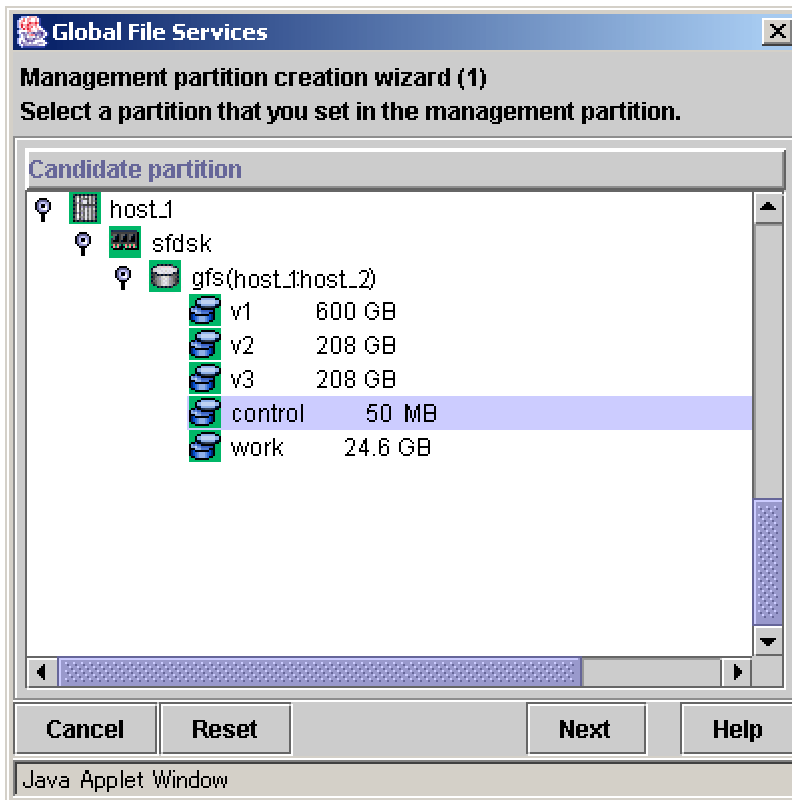 Global File Services
Management partition creation wizard (1)
Select a partition that you set in the management partition.
Candidate partition
host_1
sfdsk
gfs(host_1:host_2)
v1 600 GB
v2 208 GB
v3 208 GB
control 50 MB
work 24.6 GB
Cancel Reset Next Help
Java Applet Window